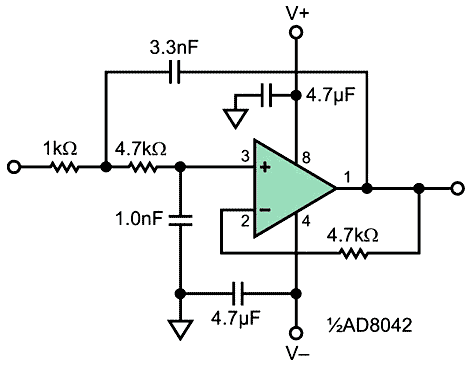 V+
3.3nF
4.7µF
1kΩ
4.7kΩ
3
+
8
1
1.0nF
−
2
4
4.7kΩ
4.7µF
½AD8042
V–